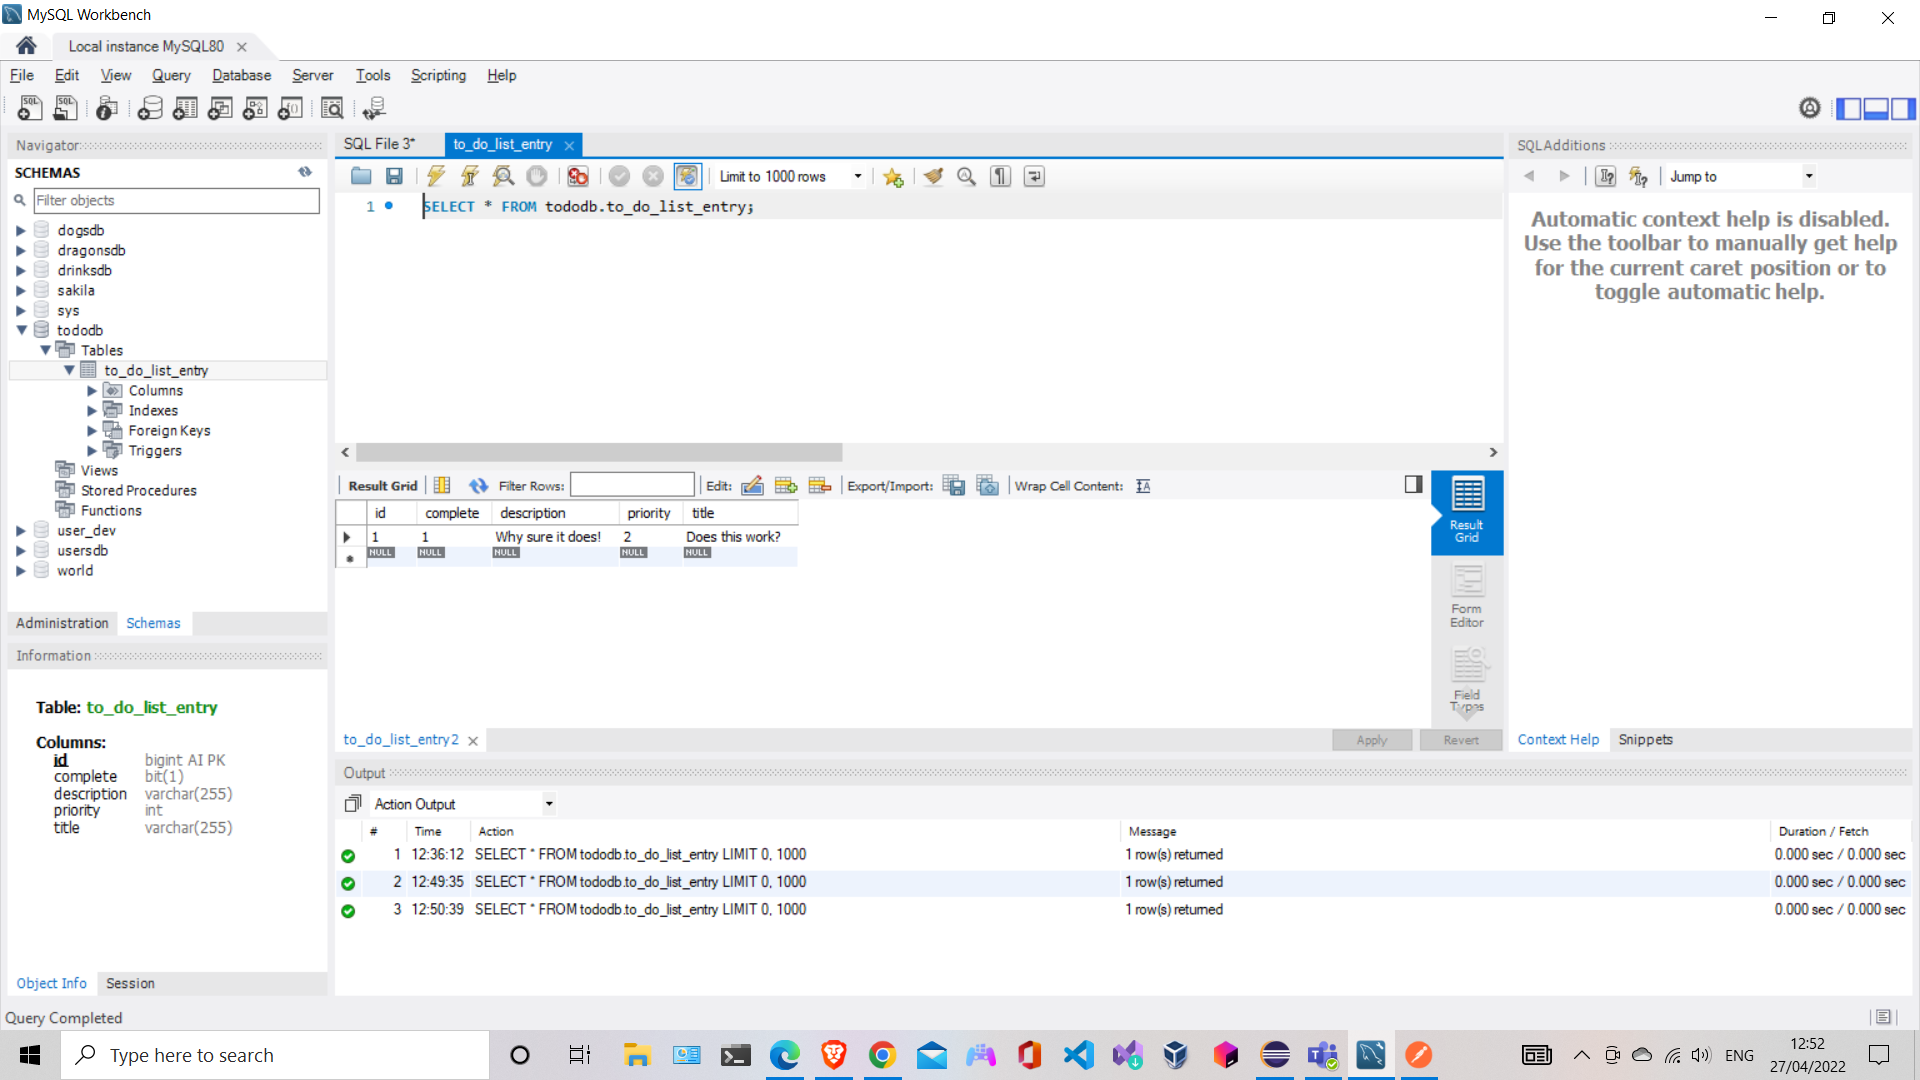 MySQL Workbench
Local instance MySQL80
File Edit View Query Database Server Tools Scripting Help
Navigator
SCHEMAS
Filter objects
dogsdb
dragonsdb
drinksdb
sakila
sys
tododb
Tables
to_do_list_entry
Columns
Indexes
Foreign Keys
Triggers
Views
Stored Procedures
Functions
user_dev
usersdb
world
Administration Schemas
Information
Table: to_do_list_entry
Columns:
id bigint AI PK
complete bit(1)
description varchar(255)
priority int
title varchar(255)
Object Info Session
SQL File 3* to_do_list_entry
Limit to 1000 rows
1 SELECT * FROM tododb.to_do_list_entry;
Result Grid Filter Rows: Edit: Export/Import: Wrap Cell Content:
id complete description priority title
1 1 Why sure it does! 2 Does this work?
NULL NULL NULL NULL NULL
Result
Grid
Form
Editor
Field
Types
to_do_list_entry 2 Apply Revert
SQLAdditions
Jump to
Automatic context help is disabled.
Use the toolbar to manually get help
for the current caret position or to
toggle automatic help.
Context Help Snippets
Output
Action Output
# Time Action Message Duration / Fetch
1 12:36:12 SELECT * FROM tododb.to_do_list_entry LIMIT 0, 1000 1 row(s) returned 0.000 sec / 0.000 sec
2 12:49:35 SELECT * FROM tododb.to_do_list_entry LIMIT 0, 1000 1 row(s) returned 0.000 sec / 0.000 sec
3 12:50:39 SELECT * FROM tododb.to_do_list_entry LIMIT 0, 1000 1 row(s) returned 0.000 sec / 0.000 sec
Query Completed
Type here to search
ENG
12:52
27/04/2022